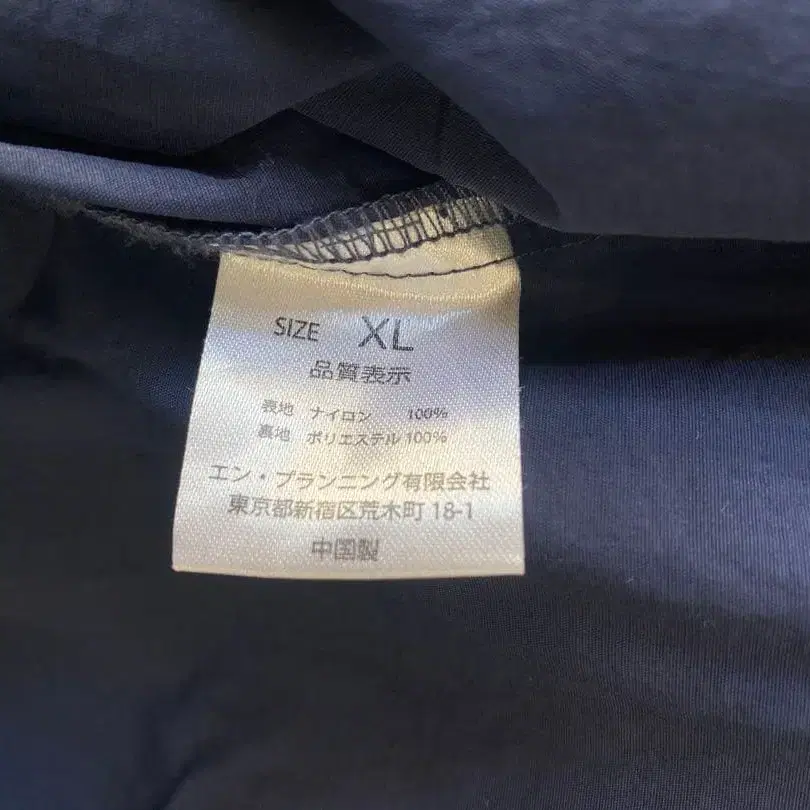 SIZE XL
品質表示
表地 ナイロン 100%
裏地 ポリエステル 100%
エン・プランニング有限会社
東京都新宿区荒木町 18-1
中国製